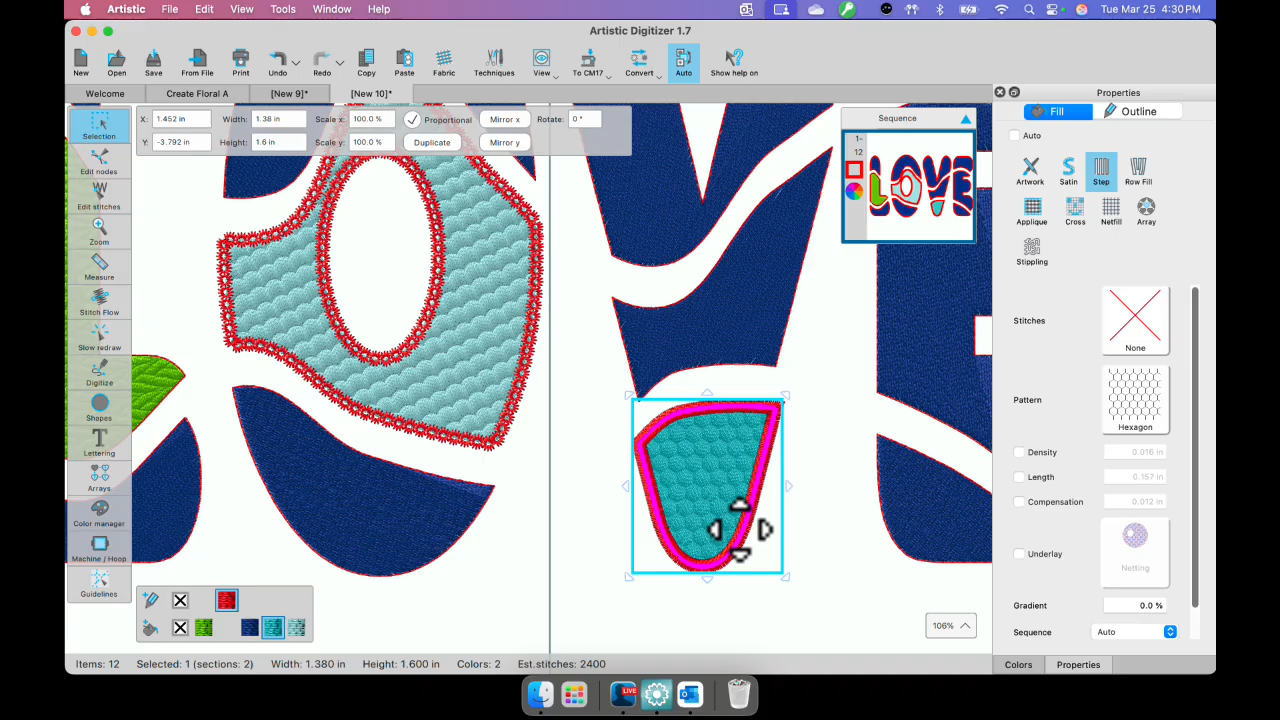 Artistic File Edit View Tools Window Help Tue Mar 25 4:30 PM
Artistic Digitizer 1.7
New Open Save From File Print Undo Redo Copy Paste Fabric Techniques View To CM17 Convert Auto Show help on
Welcome Create Floral A [New 9]* [New 10]*
X: 1.452 in Width: 1.38 in Scale x: 100.0 % Proportional Mirror x Rotate: 0 °
Y: -3.792 in Height: 1.6 in Scale y: 100.0 % Duplicate Mirror y
Selection
Edit nodes
Edit stitches
Zoom
Measure
Stitch Flow
Slow redraw
Digitize
Shapes
Lettering
Arrays
Color manager
Machine / Hoop
Guidelines
Sequence
1-
12
LOVE
Properties
Fill Outline
Auto
Artwork Satin Step Row Fill
Applique Cross Netfill Array
Stippling
Stitches None
Pattern Hexagon
Density 0.016 in
Length 0.157 in
Compensation 0.012 in
Underlay Netting
Gradient 0.0 %
Sequence Auto
Colors Properties
106%
Items: 12 Selected: 1 (sections: 2) Width: 1.380 in Height: 1.600 in Colors: 2 Est.stitches: 2400
LIVE